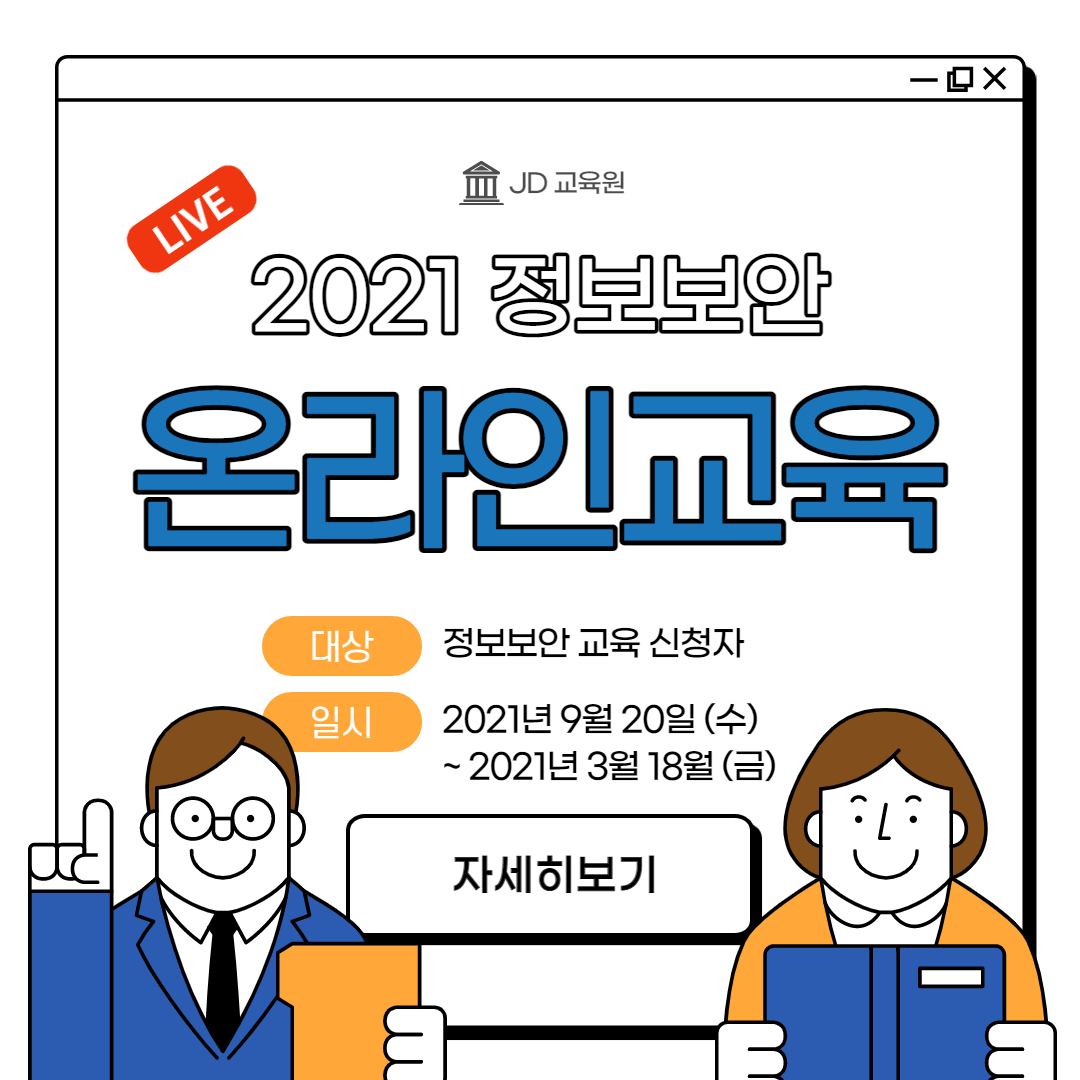 LIVE
JD 교육원
2021 정보보안
온라인교육
대상 정보보안 교육 신청자
일시 2021년 9월 20일 (수)
~ 2021년 3월 18월 (금)
자세히보기